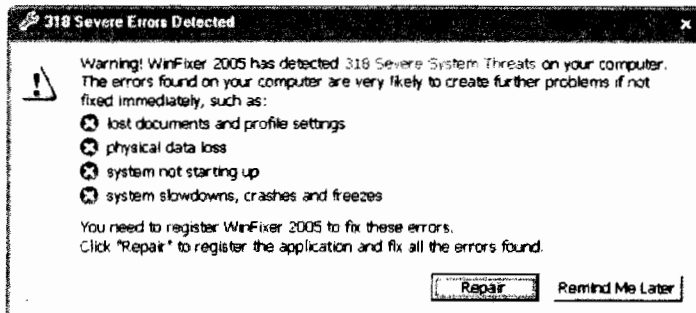 318 Severe Errors Detected
Warning! WinFixer 2005 has detected 318 Severe System Threats on your computer.
The errors found on your computer are very likely to create further problems if not
fixed immediately, such as:
lost documents and profile settings
physical data loss
system not starting up
system slowdowns, crashes and freezes
You need to register WinFixer 2005 to fix these errors.
Click "Repair" to register the application and fix all the errors found.
Repair Remind Me Later